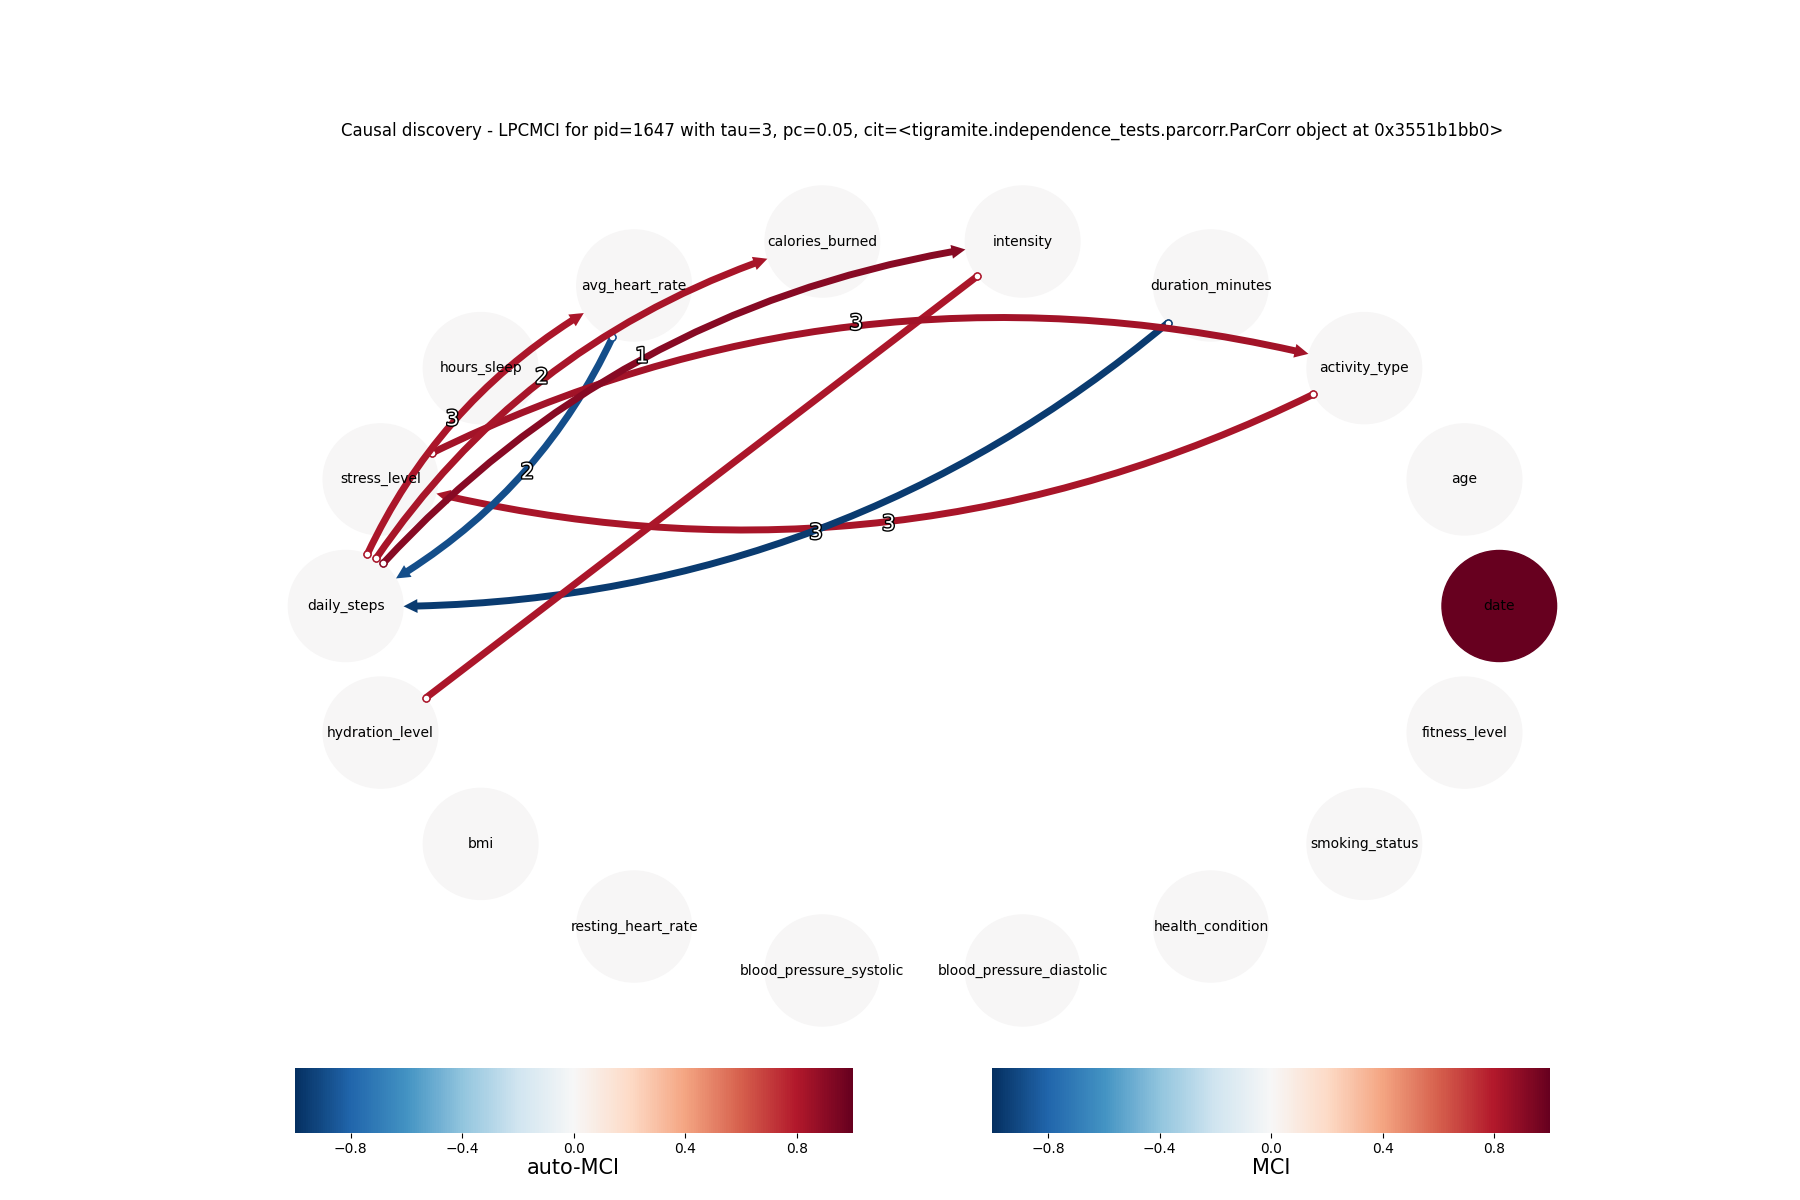 Causal discovery - LPCMCI for pid=1647 with tau=3, pc=0.05, cit=<tigramite.independence_tests.parcorr.ParCorr object at 0x3551b1bb0>
calories_burned
intensity
avg_heart_rate
duration_minutes
3
1
hours_sleep
activity_type
2
3
2
stress_level
age
3
3
daily_steps
date
hydration_level
fitness_level
bmi
smoking_status
resting_heart_rate
health_condition
blood_pressure_systolic
blood_pressure_diastolic
−0.8 −0.4 0.0 0.4 0.8
auto-MCI
−0.8 −0.4 0.0 0.4 0.8
MCI